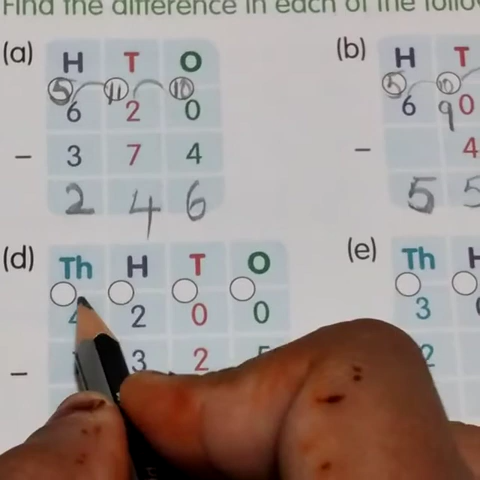 Find the difference in each of the
(a) H T O (b) H T
5 11 10 5 10
6 2 0 6 9 0
- 3 7 4 - 4
2 4 6 5 5
(d) Th H T O (e) Th
2 0 0 3
- 3 2 2